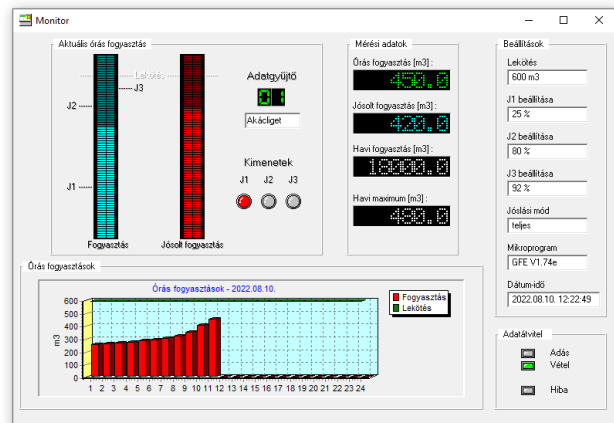 Monitor
Aktuális órás fogyasztás
Lekötés
J3
J2
J1
Fogyasztás
Jósolt fogyasztás
Adatgyűjtő
01
Akácliget
Kimenetek
J1 J2 J3
Mérési adatok
Órás fogyasztás [m3] :
450.0
Jósolt fogyasztás [m3] :
420.0
Havi fogyasztás [m3] :
18000.0
Havi maximum [m3] :
480.0
Beállítások
Lekötés
600 m3
J1 beállítása
25 %
J2 beállítása
80 %
J3 beállítása
92 %
Jóslási mód
teljes
Mikroprogram
GFE V1.74e
Dátum-idő
2022.08.10. 12:22:49
Órás fogyasztások
Órás fogyasztások - 2022.08.10.
Fogyasztás
Lekötés
m3
600
500
400
300
200
100
0
1 2 3 4 5 6 7 8 9 10 11 12 13 14 15 16 17 18 19 20 21 22 23 24
Adatátvitel
Adás
Vétel
Hiba